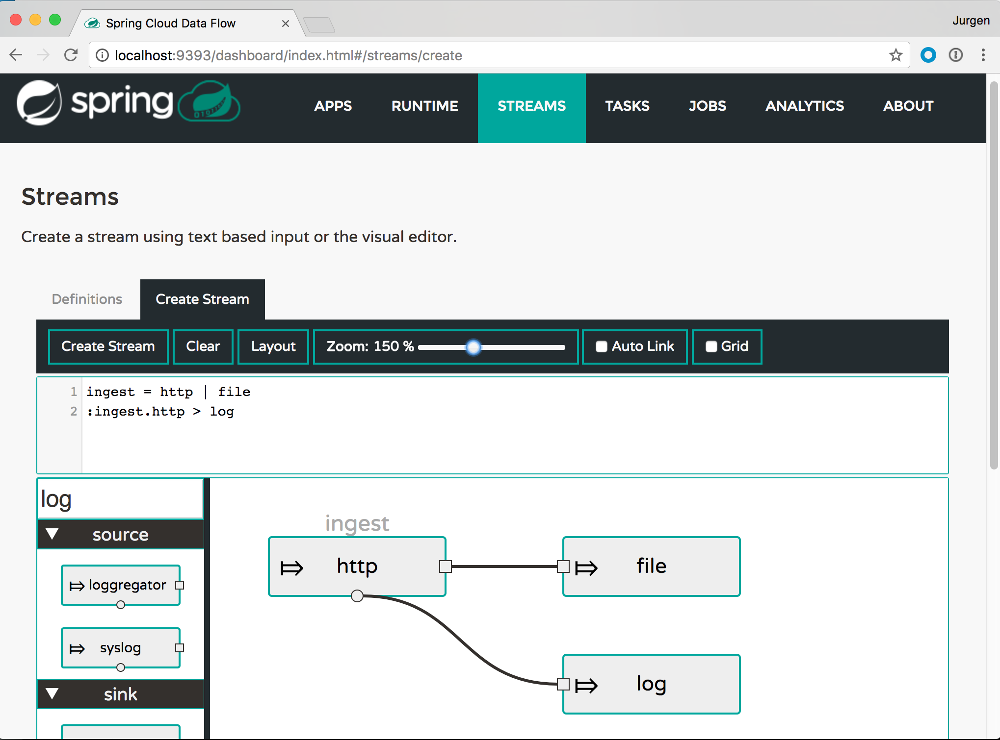 Spring Cloud Data Flow
Jurgen
localhost:9393/dashboard/index.html#/streams/create
spring
APPS RUNTIME STREAMS TASKS JOBS ANALYTICS ABOUT
Streams
Create a stream using text based input or the visual editor.
Definitions Create Stream
Create Stream Clear Layout Zoom: 150 % Auto Link Grid
1 ingest = http | file
2 :ingest.http > log
log
source
loggregator
syslog
sink
ingest
http file
log